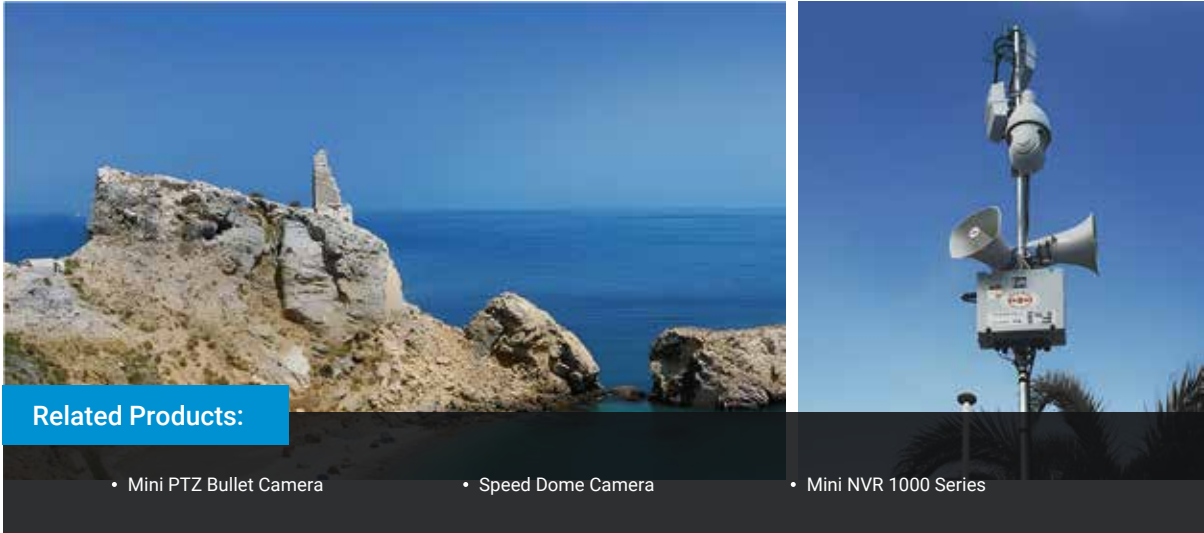 Related Products:
• Mini PTZ Bullet Camera
• Speed Dome Camera
• Mini NVR 1000 Series